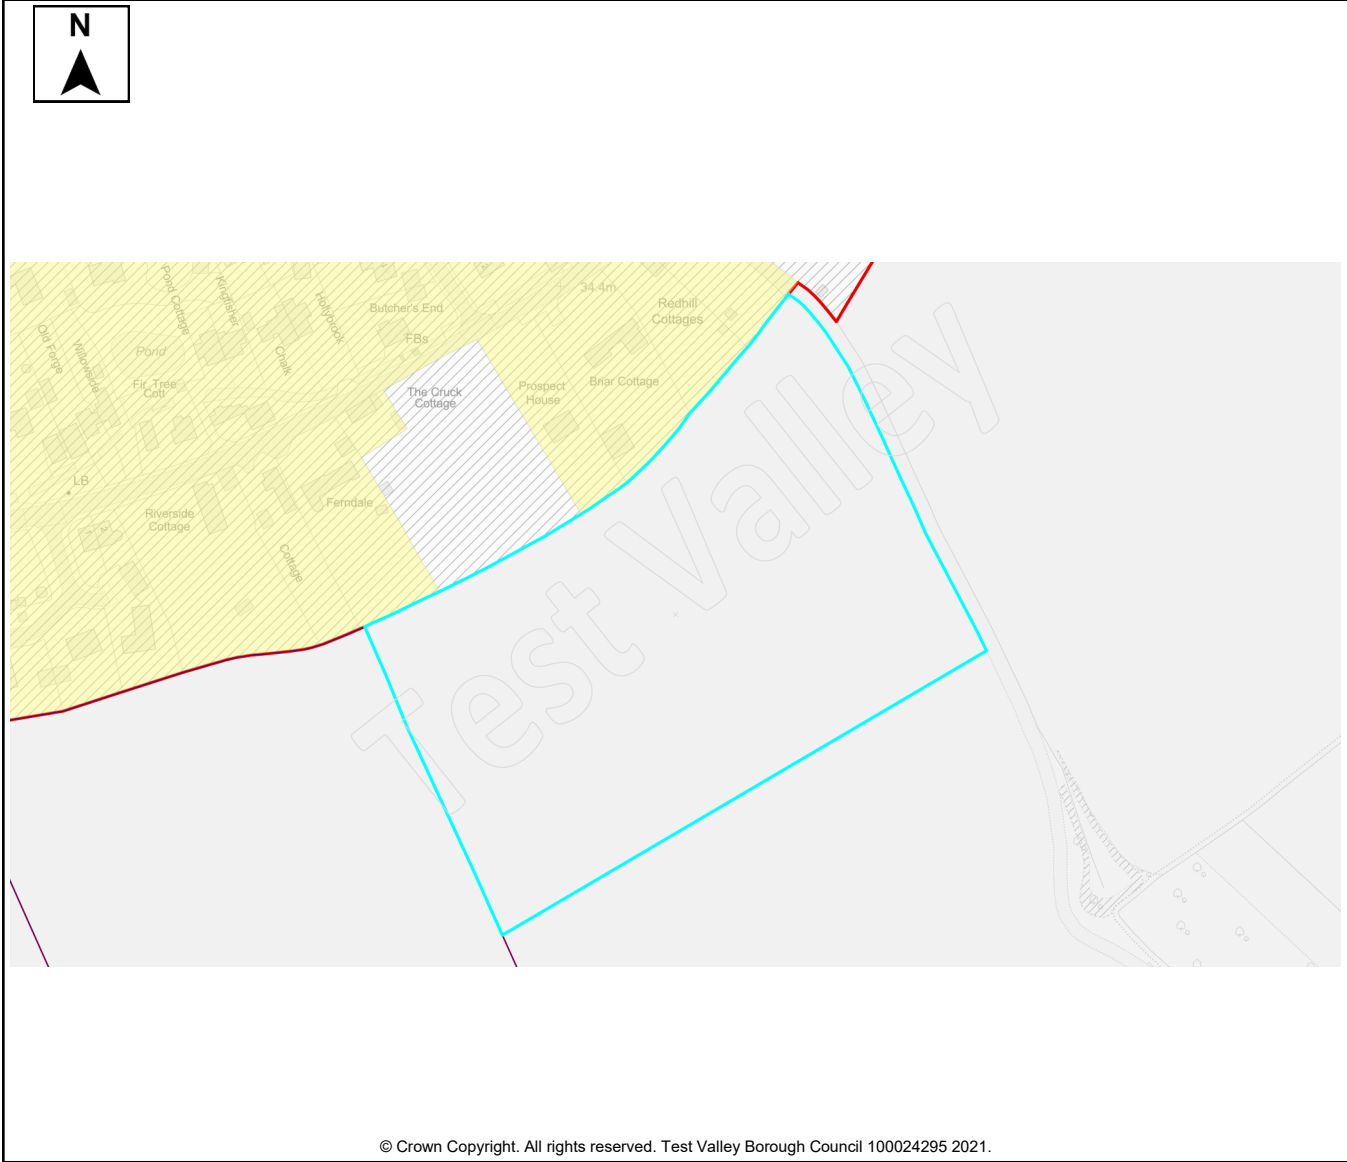 N
34.4m
Redhill
Cottages
Butcher's End
FBs
Pond Cottage
Kingfisher
Hollybrook
Old Forge
Willowside
Pond
Chalk
Fir Tree
Cott
The Cruck
Cottage
Prospect
House
Briar Cottage
LB
Ferndale
Riverside
Cottage
Cottage
Test Valley
© Crown Copyright. All rights reserved. Test Valley Borough Council 100024295 2021.